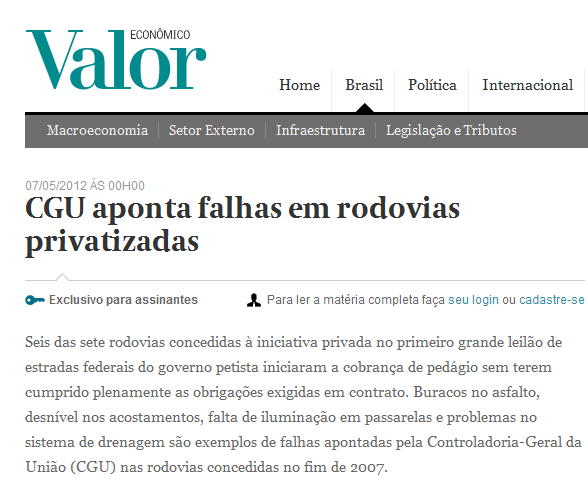 ECONÔMICO
Valor
Home Brasil Política Internacional
Macroeconomia Setor Externo Infraestrutura Legislação e Tributos
07/05/2012 ÀS 00H00
CGU aponta falhas em rodovias
privatizadas
Exclusivo para assinantes Para ler a matéria completa faça seu login ou cadastre-se
Seis das sete rodovias concedidas à iniciativa privada no primeiro grande leilão de
estradas federais do governo petista iniciaram a cobrança de pedágio sem terem
cumprido plenamente as obrigações exigidas em contrato. Buracos no asfalto,
desnível nos acostamentos, falta de iluminação em passarelas e problemas no
sistema de drenagem são exemplos de falhas apontadas pela Controladoria-Geral da
União (CGU) nas rodovias concedidas no fim de 2007.